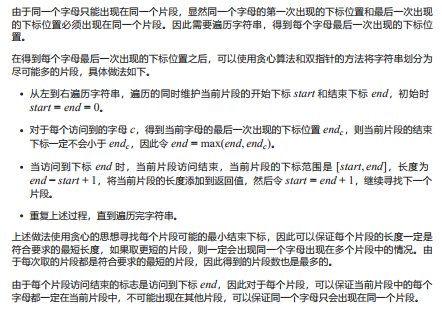 由于同一个字母只能出现在同一个片段，显然同一个字母的第一次出现的下标位置和最后一次出现
的下标位置必须出现在同一个片段。因此需要遍历字符串，得到每个字母最后一次出现的下标位
置。
在得到每个字母最后一次出现的下标位置之后，可以使用贪心算法和双指针的方法将字符串划分为
尽可能多的片段，具体做法如下。
• 从左到右遍历字符串，遍历的同时维护当前片段的开始下标 start 和结束下标 end，初始时
start = end = 0。
• 对于每个访问到的字母 c，得到当前字母的最后一次出现的下标位置 end_c，则当前片段的结束
下标一定不会小于 end_c，因此令 end = max(end, end_c)。
• 当访问到下标 end 时，当前片段访问结束，当前片段的下标范围是 [start, end]，长度为
end − start + 1，将当前片段的长度添加到返回值，然后令 start = end + 1，继续寻找下一个
片段。
• 重复上述过程，直到遍历完字符串。
上述做法使用贪心的思想寻找每个片段可能的最小结束下标，因此可以保证每个片段的长度一定是
符合要求的最短长度，如果取更短的片段，则一定会出现同一个字母出现在多个片段中的情况。由
于每次取的片段都是符合要求的最短的片段，因此得到的片段数也是最多的。
由于每个片段访问结束的标志是访问到下标 end，因此对于每个片段，可以保证当前片段中的每个
字母都一定在当前片段中，不可能出现在其他片段，可以保证同一个字母只会出现在同一个片段。